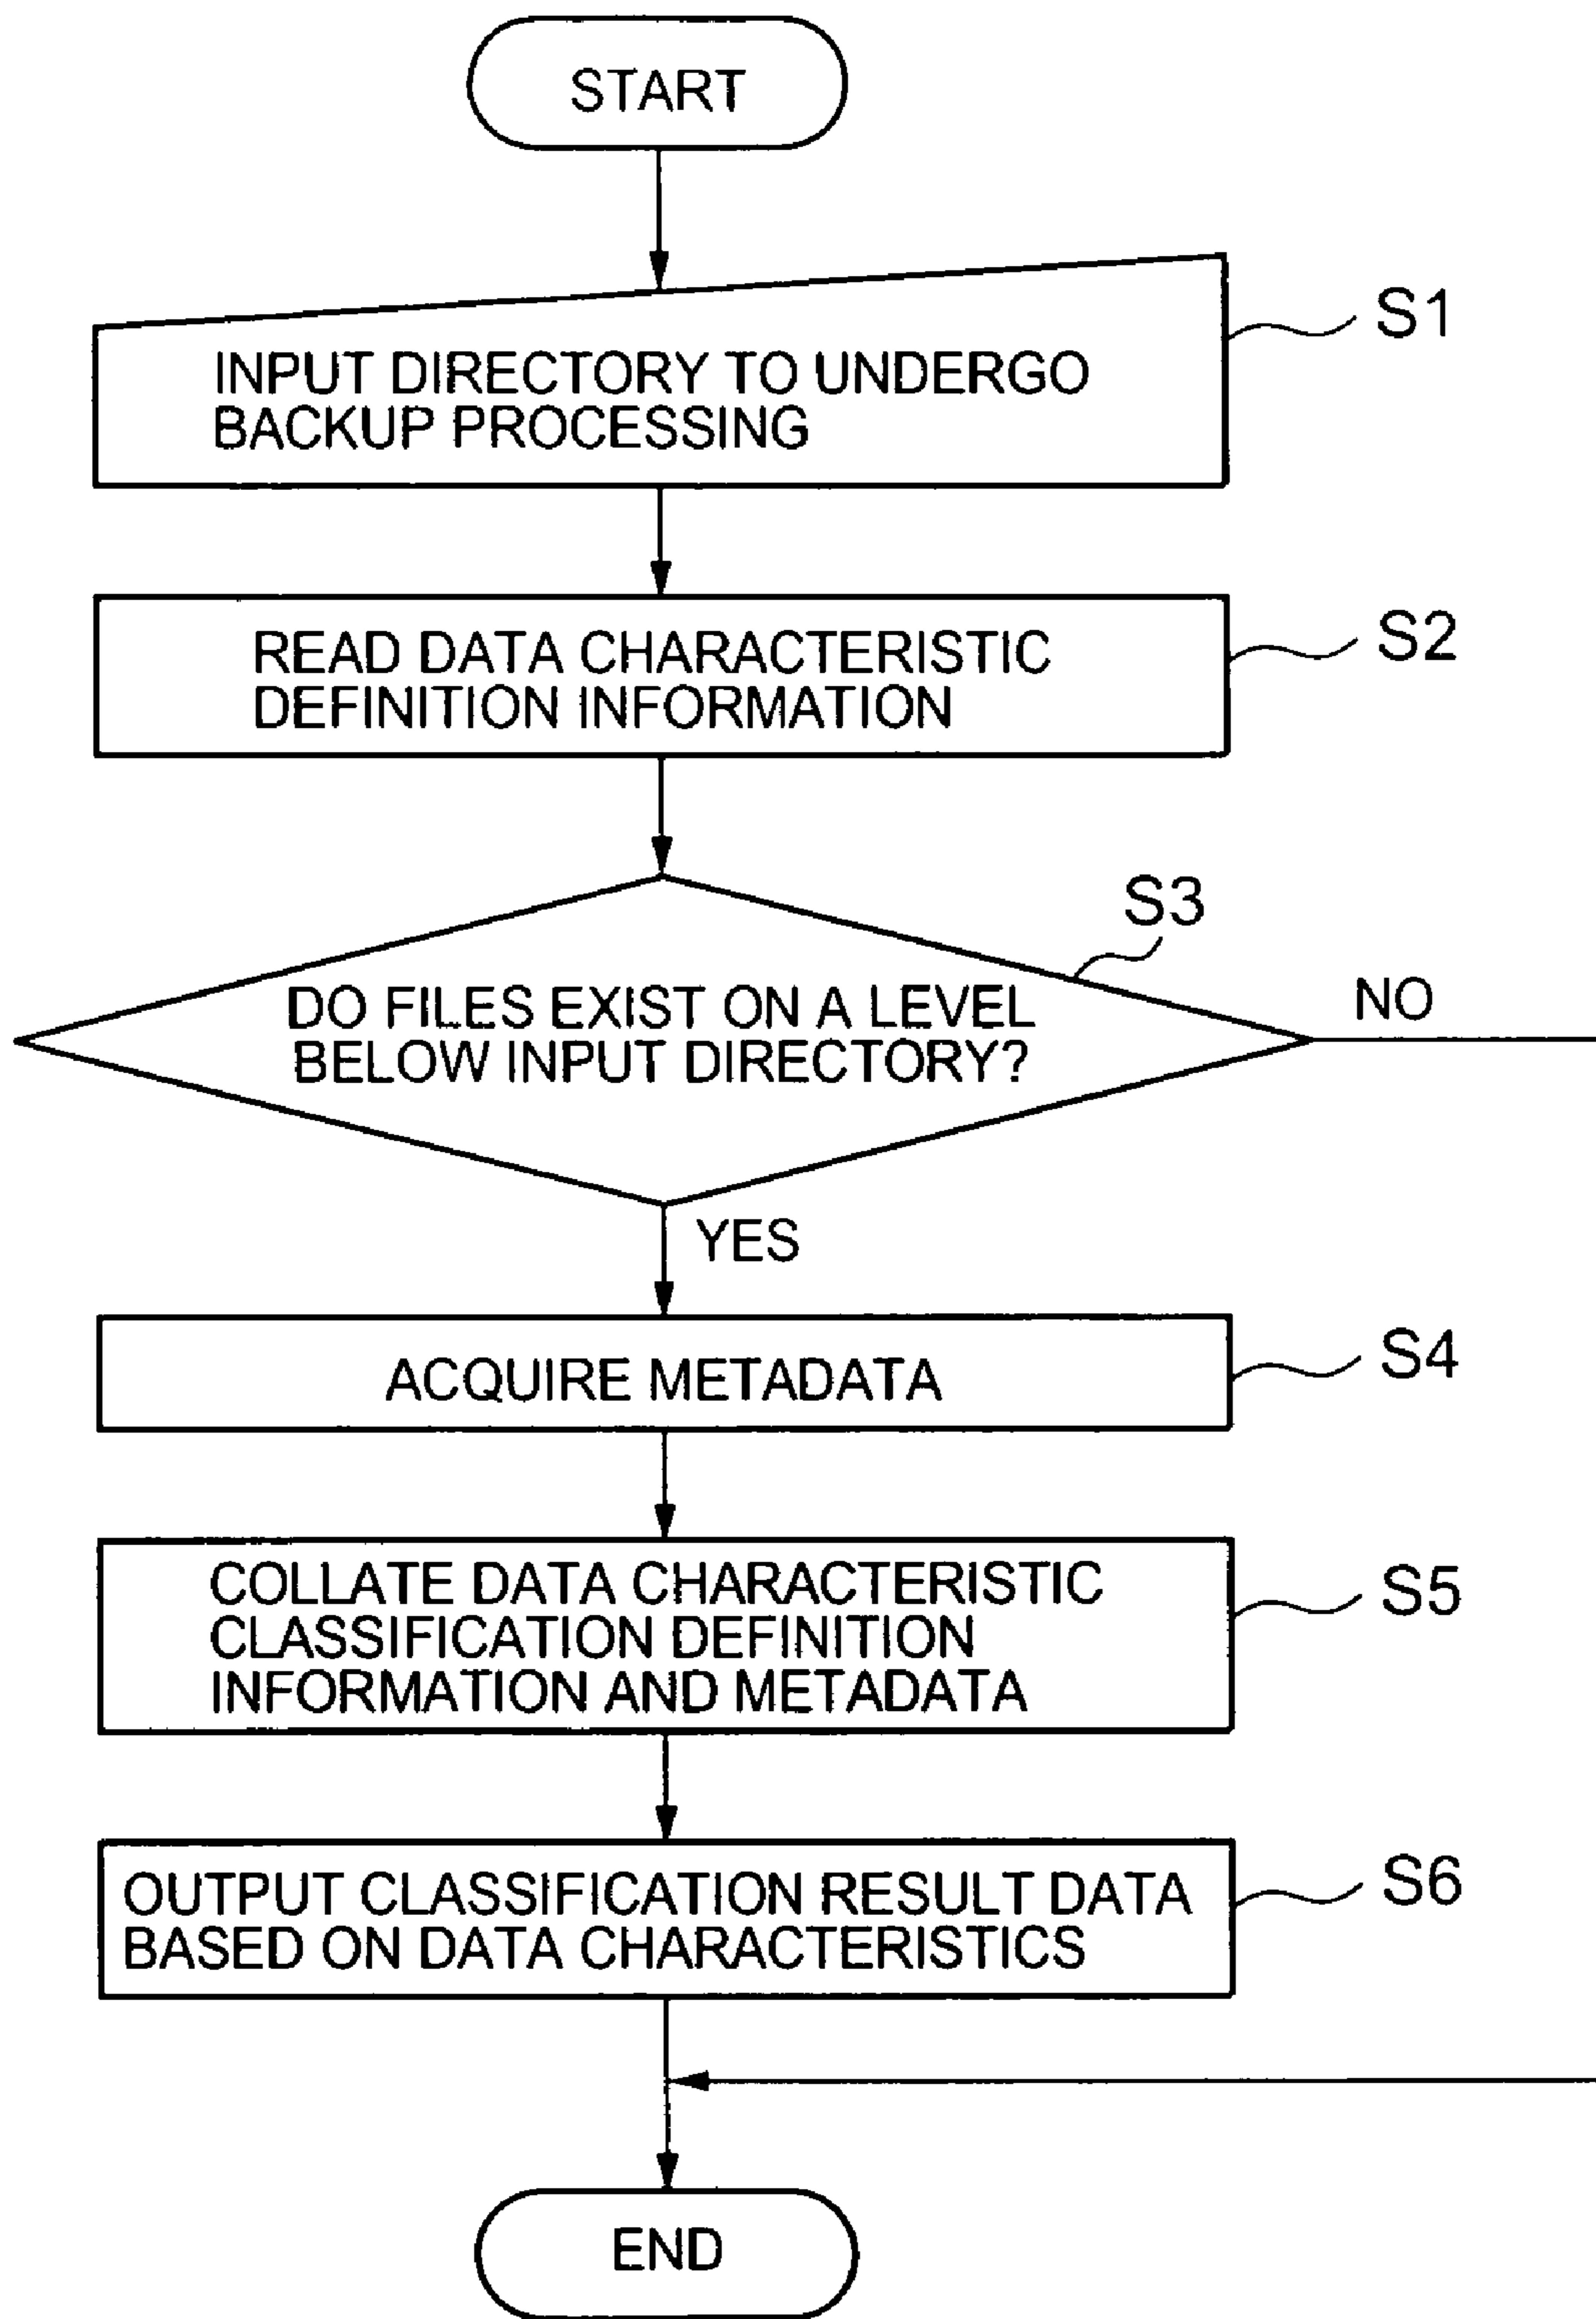 START
S1
INPUT DIRECTORY TO UNDERGO
BACKUP PROCESSING
S2
READ DATA CHARACTERISTIC
DEFINITION INFORMATION
S3
DO FILES EXIST ON A LEVEL
BELOW INPUT DIRECTORY?
NO
YES
S4
ACQUIRE METADATA
S5
COLLATE DATA CHARACTERISTIC
CLASSIFICATION DEFINITION
INFORMATION AND METADATA
S6
OUTPUT CLASSIFICATION RESULT DATA
BASED ON DATA CHARACTERISTICS
END